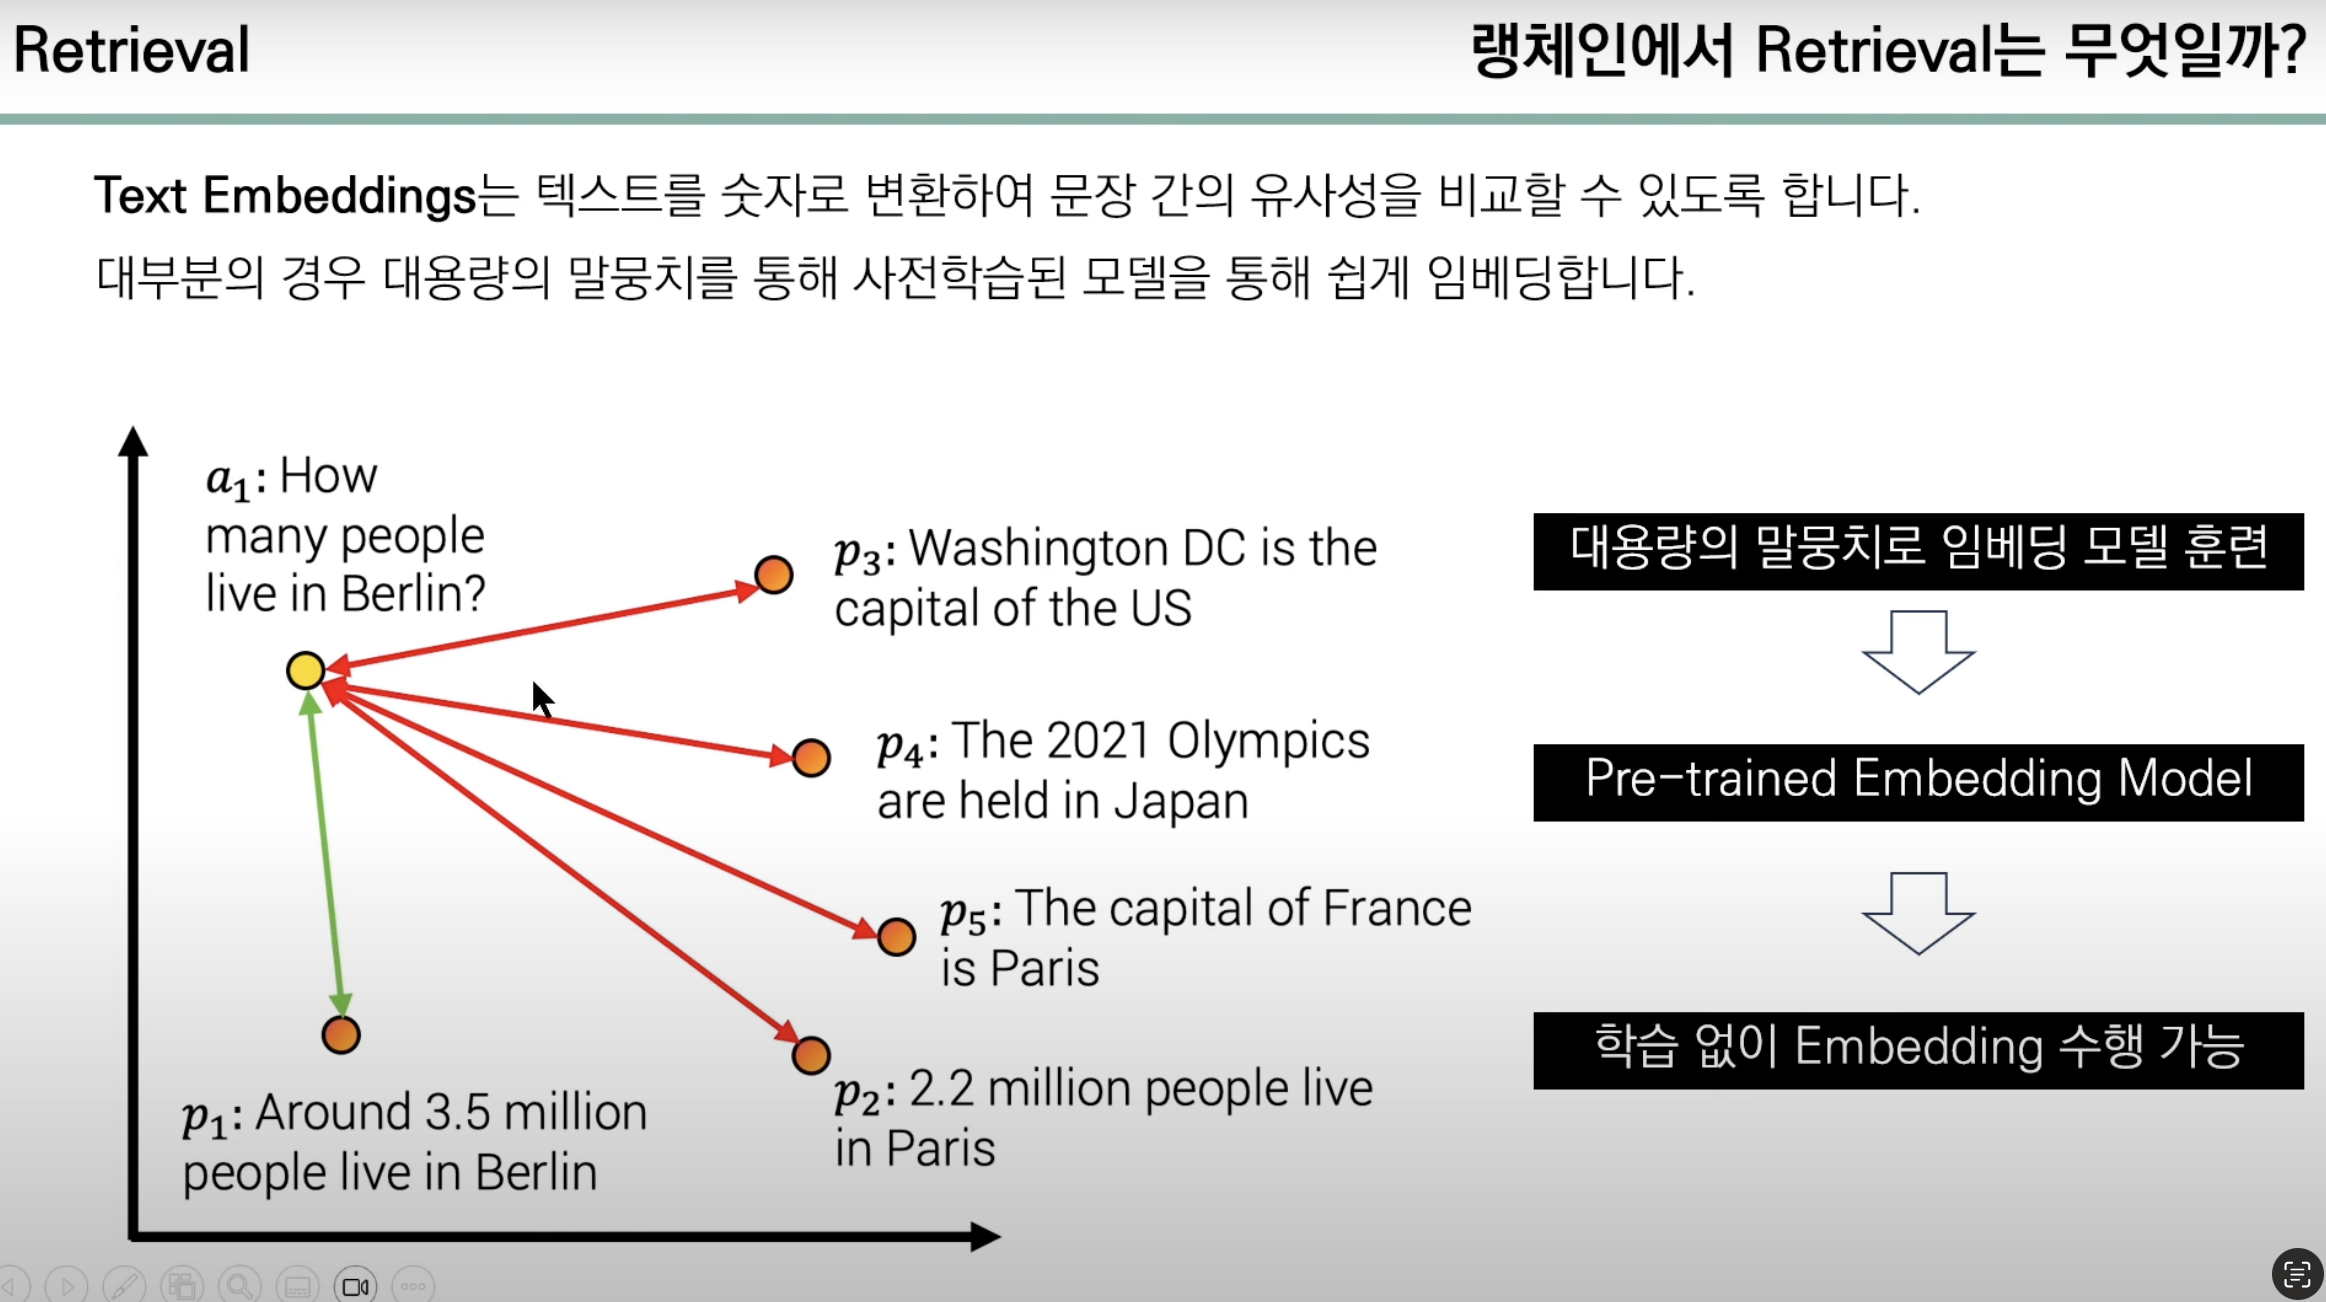 Retrieval
랭체인에서 Retrieval는 무엇일까?
Text Embeddings는 텍스트를 숫자로 변환하여 문장 간의 유사성을 비교할 수 있도록 합니다.
대부분의 경우 대용량의 말뭉치를 통해 사전학습된 모델을 통해 쉽게 임베딩합니다.
a₁: How
many people
live in Berlin?
p₃: Washington DC is the
capital of the US
p₄: The 2021 Olympics
are held in Japan
p₅: The capital of France
is Paris
p₂: 2.2 million people live
in Paris
p₁: Around 3.5 million
people live in Berlin
대용량의 말뭉치로 임베딩 모델 훈련
Pre-trained Embedding Model
학습 없이 Embedding 수행 가능